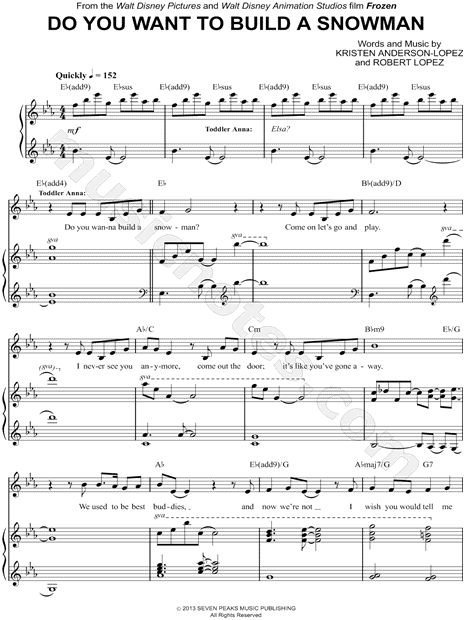 From the Walt Disney Pictures and Walt Disney Animation Studios film Frozen
DO YOU WANT TO BUILD A SNOWMAN
Words and Music by
KRISTEN ANDERSON-LOPEZ
and ROBERT LOPEZ
Quickly ♩ = 152
E♭(add9) E♭sus E♭(add9) E♭sus E♭(add9) E♭sus E♭(add9) E♭sus
mf Toddler Anna: Elsa?
E♭(add4) E♭ B♭(add9)/D
Toddler Anna:
Do you wan-na build a snow-man? Come on let's go and play.
8va 8va 8va
A♭/C Cm B♭m9
I nev-er see you an-y-more, come out the door; it's like you've gone a-way.
(8va) 8va
A♭ E♭(add9)/G A♭maj7/G G7
We used to be best bud-dies, and now we're not I wish you would tell me
8va
© 2013 SEVEN PEAKS MUSIC PUBLISHING
musicnotes.com